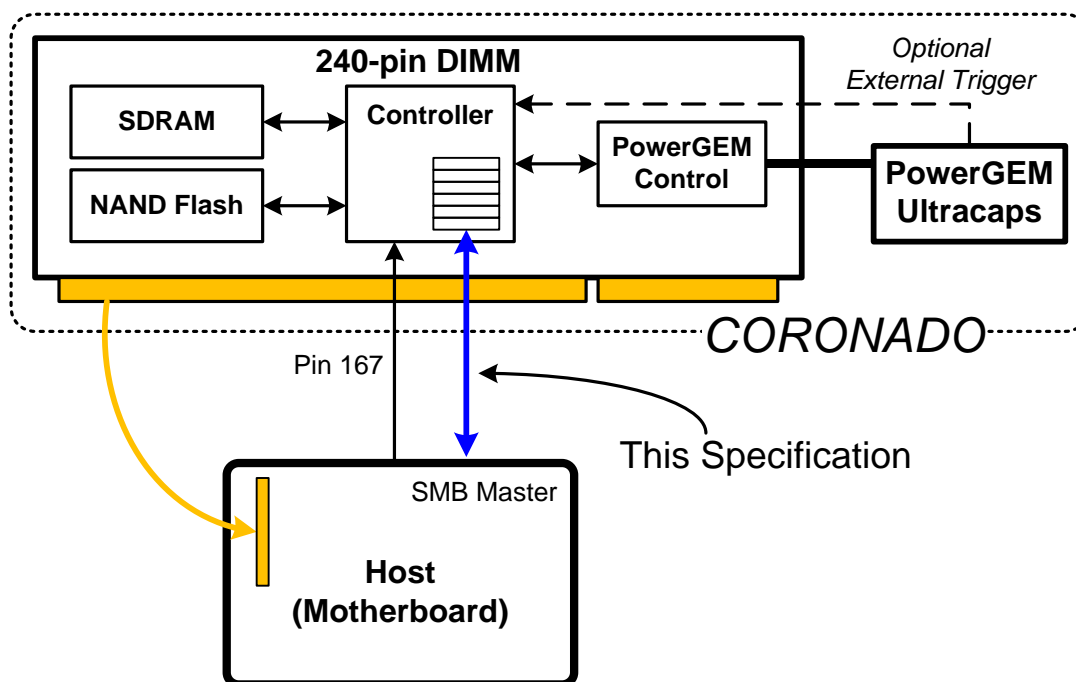 Optional
External Trigger
240-pin DIMM
SDRAM
Controller
PowerGEM
Control
PowerGEM
Ultracaps
NAND Flash
CORONADO
Pin 167
This Specification
SMB Master
Host
(Motherboard)